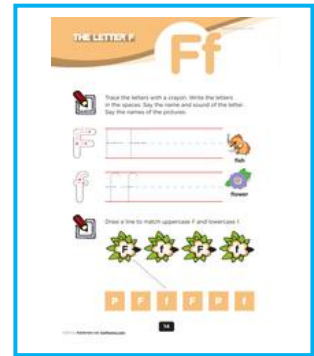 THE LETTER F
Ff
Trace the letters with a crayon. Write the letters
in the spaces. Say the name and sound of the letter.
Say the names of the pictures.
F
fish
f
flower
Draw a line to match uppercase F and lowercase f.
F f f F f
P F f F P f
14